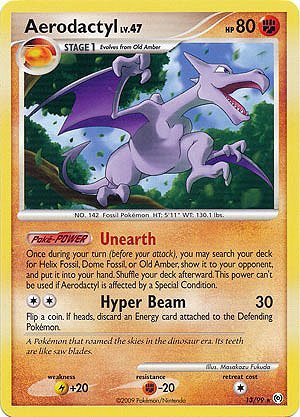 Aerodactyl LV.47 HP 80
STAGE 1 Evolves from Old Amber
NO. 142 Fossil Pokémon HT: 5'11" WT: 130.1 lbs.
Poké-POWER Unearth
Once during your turn (before your attack), you may search your deck
for Helix Fossil, Dome Fossil, or Old Amber, show it to your opponent,
and put it into your hand. Shuffle your deck afterward. This power can't
be used if Aerodactyl is affected by a Special Condition.
Hyper Beam 30
Flip a coin. If heads, discard an Energy card attached to the Defending
Pokémon.
A Pokémon that roamed the skies in the dinosaur era. Its teeth
are like saw blades.
Illus. Masakazu Fukuda
weakness resistance retreat cost
+20 -20
©2009 Pokémon/Nintendo 13/99